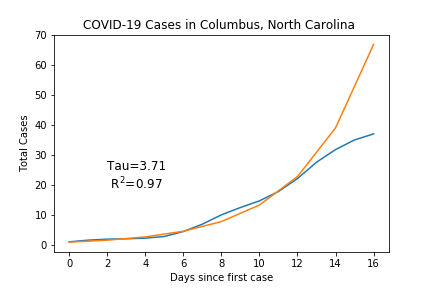 COVID-19 Cases in Columbus, North Carolina
70
60
50
40
30
20
10
0
Total Cases
Tau=3.71
R²=0.97
0 2 4 6 8 10 12 14 16
Days since first case